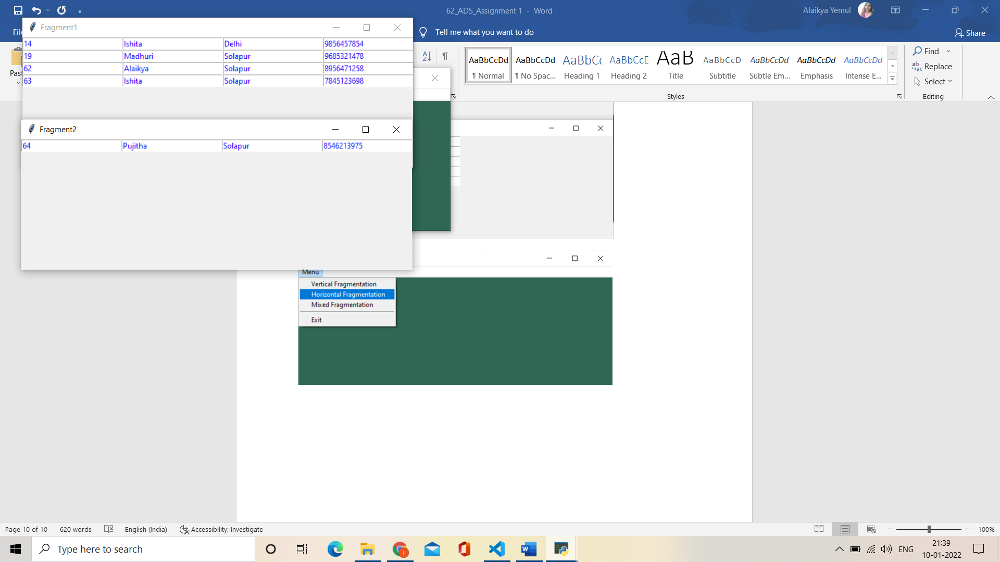 62_ADS_Assignment 1 - Word
Alaikya Yemul
Fragment1
Tell me what you want to do
Share
14 Ishita Delhi 9856457854
19 Madhuri Solapur 9685321478
62 Alaikya Solapur 8956471258
63 Ishita Solapur 7845123698
AaBbCcDd AaBbCcDd AaBbCc AaBbCcD AaB AaBbCcD AaBbCcDd AaBbCcDd AaBbCcDd
¶ Normal ¶ No Spac... Heading 1 Heading 2 Title Subtitle Subtle Em... Emphasis Intense E...
Styles
Find
Replace
Select
Editing
Fragment2
64 Pujitha Solapur 8546213975
Menu
Vertical Fragmentation
Horizontal Fragmentation
Mixed Fragmentation
Exit
Page 10 of 10 620 words English (India) Accessibility: Investigate 100%
Type here to search
ENG
21:39
10-01-2022